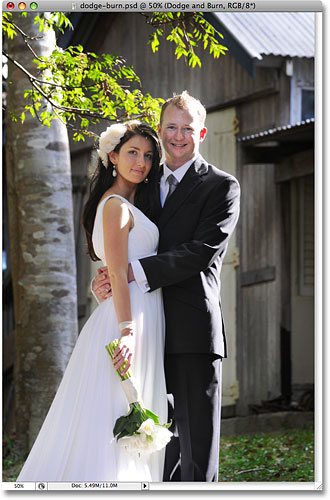 dodge-burn.psd @ 50% (Dodge and Burn, RGB/8*)
50%
Doc: 5.49M/11.0M